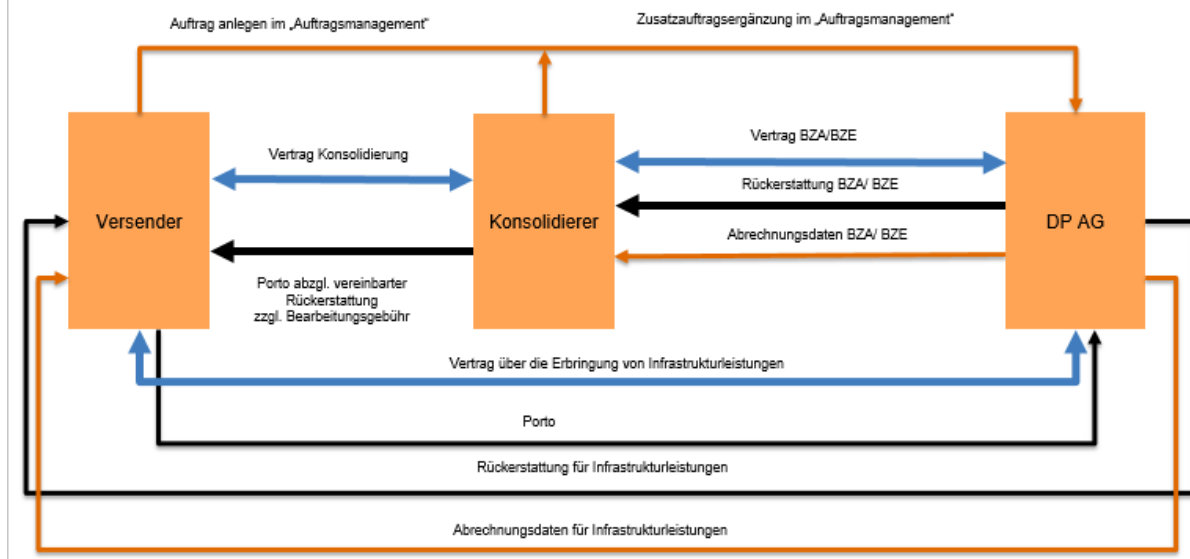 Auftrag anlegen im „Auftragsmanagement“
Zusatzauftragsergänzung im „Auftragsmanagement“
Versender
Vertrag Konsolidierung
Konsolidierer
Vertrag BZA/BZE
Rückerstattung BZA/ BZE
Abrechnungsdaten BZA/ BZE
DP AG
Porto abzgl. vereinbarter
Rückerstattung
zzgl. Bearbeitungsgebühr
Vertrag über die Erbringung von Infrastrukturleistungen
Porto
Rückerstattung für Infrastrukturleistungen
Abrechnungsdaten für Infrastrukturleistungen